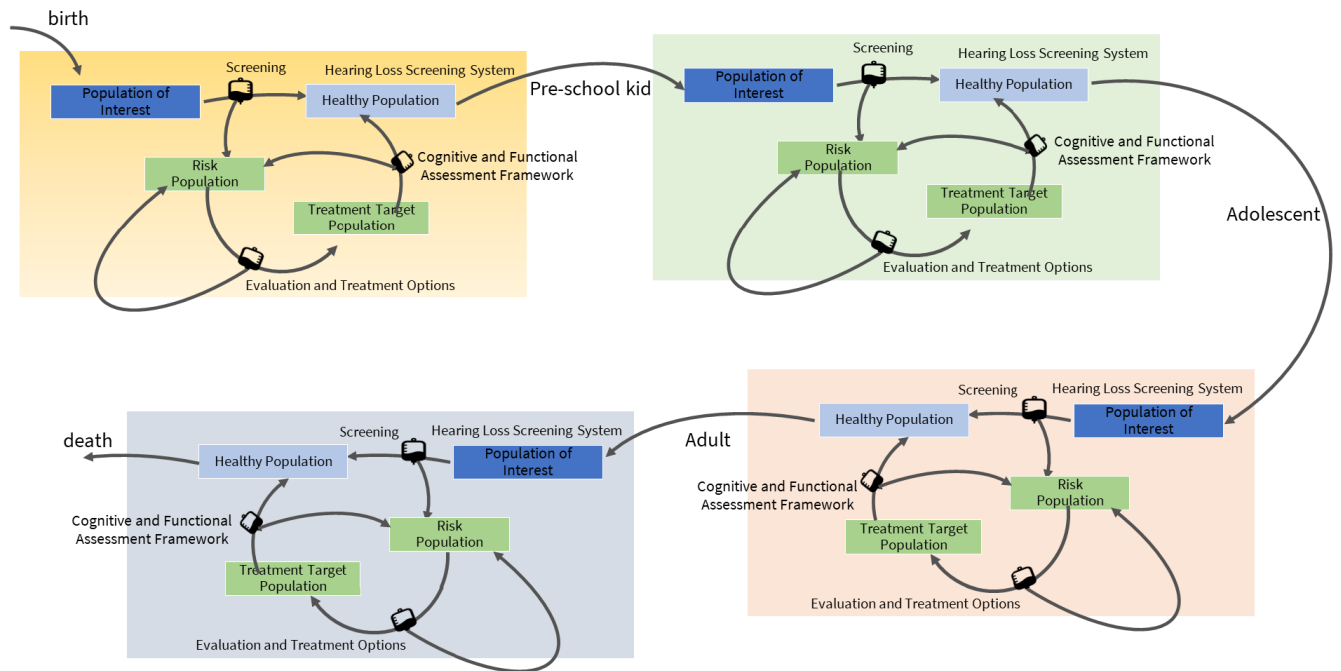 birth
Screening
Hearing Loss Screening System
Population of
Interest
Healthy Population
Risk
Population
Cognitive and Functional
Assessment Framework
Treatment Target
Population
Evaluation and Treatment Options
Pre-school kid
Screening
Hearing Loss Screening System
Population of
Interest
Healthy Population
Risk
Population
Cognitive and Functional
Assessment Framework
Treatment Target
Population
Evaluation and Treatment Options
Adolescent
Screening
Hearing Loss Screening System
Healthy Population
Population of
Interest
Cognitive and Functional
Assessment Framework
Risk
Population
Treatment Target
Population
Evaluation and Treatment Options
Adult
Screening
Hearing Loss Screening System
Healthy Population
Population of
Interest
Cognitive and Functional
Assessment Framework
Risk
Population
Treatment Target
Population
Evaluation and Treatment Options
death